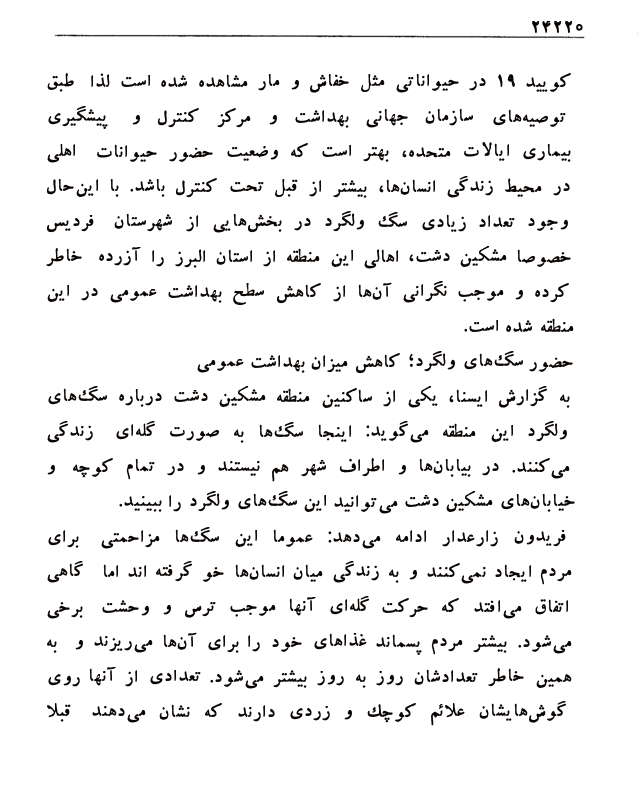 ۲۴۲۲۵
کویید ۱۹ در حیواناتی مثل خفاش و مار مشاهده شده است لذا طبق
توصیه‌های سازمان جهانی بهداشت و مرکز کنترل و پیشگیری
بیماری ایالات متحده، بهتر است که وضعیت حضور حیوانات اهلی
در محیط زندگی انسان‌ها، بیشتر از قبل تحت کنترل باشد. با این‌حال
وجود تعداد زیادی سگ ولگرد در بخش‌هایی از شهرستان فردیس
خصوصا مشکین دشت، اهالی این منطقه از استان البرز را آزرده خاطر
کرده و موجب نگرانی آن‌ها از کاهش سطح بهداشت عمومی در این
منطقه شده است.
حضور سگ‌های ولگرد؛ کاهش میزان بهداشت عمومی
به گزارش ایسنا، یکی از ساکنین منطقه مشکین دشت درباره سگ‌های
ولگرد این منطقه می‌گوید: اینجا سگ‌ها به صورت گله‌ای زندگی
می‌کنند. در بیابان‌ها و اطراف شهر هم نیستند و در تمام کوچه و
خیابان‌های مشکین دشت می‌توانید این سگ‌های ولگرد را ببینید.
فریدون زارعدار ادامه می‌دهد: عموما این سگ‌ها مزاحمتی برای
مردم ایجاد نمی‌کنند و به زندگی میان انسان‌ها خو گرفته اند اما گاهی
اتفاق می‌افتد که حرکت گله‌ای آنها موجب ترس و وحشت برخی
می‌شود. بیشتر مردم پسماند غذاهای خود را برای آن‌ها می‌ریزند و به
همین خاطر تعدادشان روز به روز بیشتر می‌شود. تعدادی از آنها روی
گوش‌هایشان علائم کوچک و زردی دارند که نشان می‌دهند قبلا